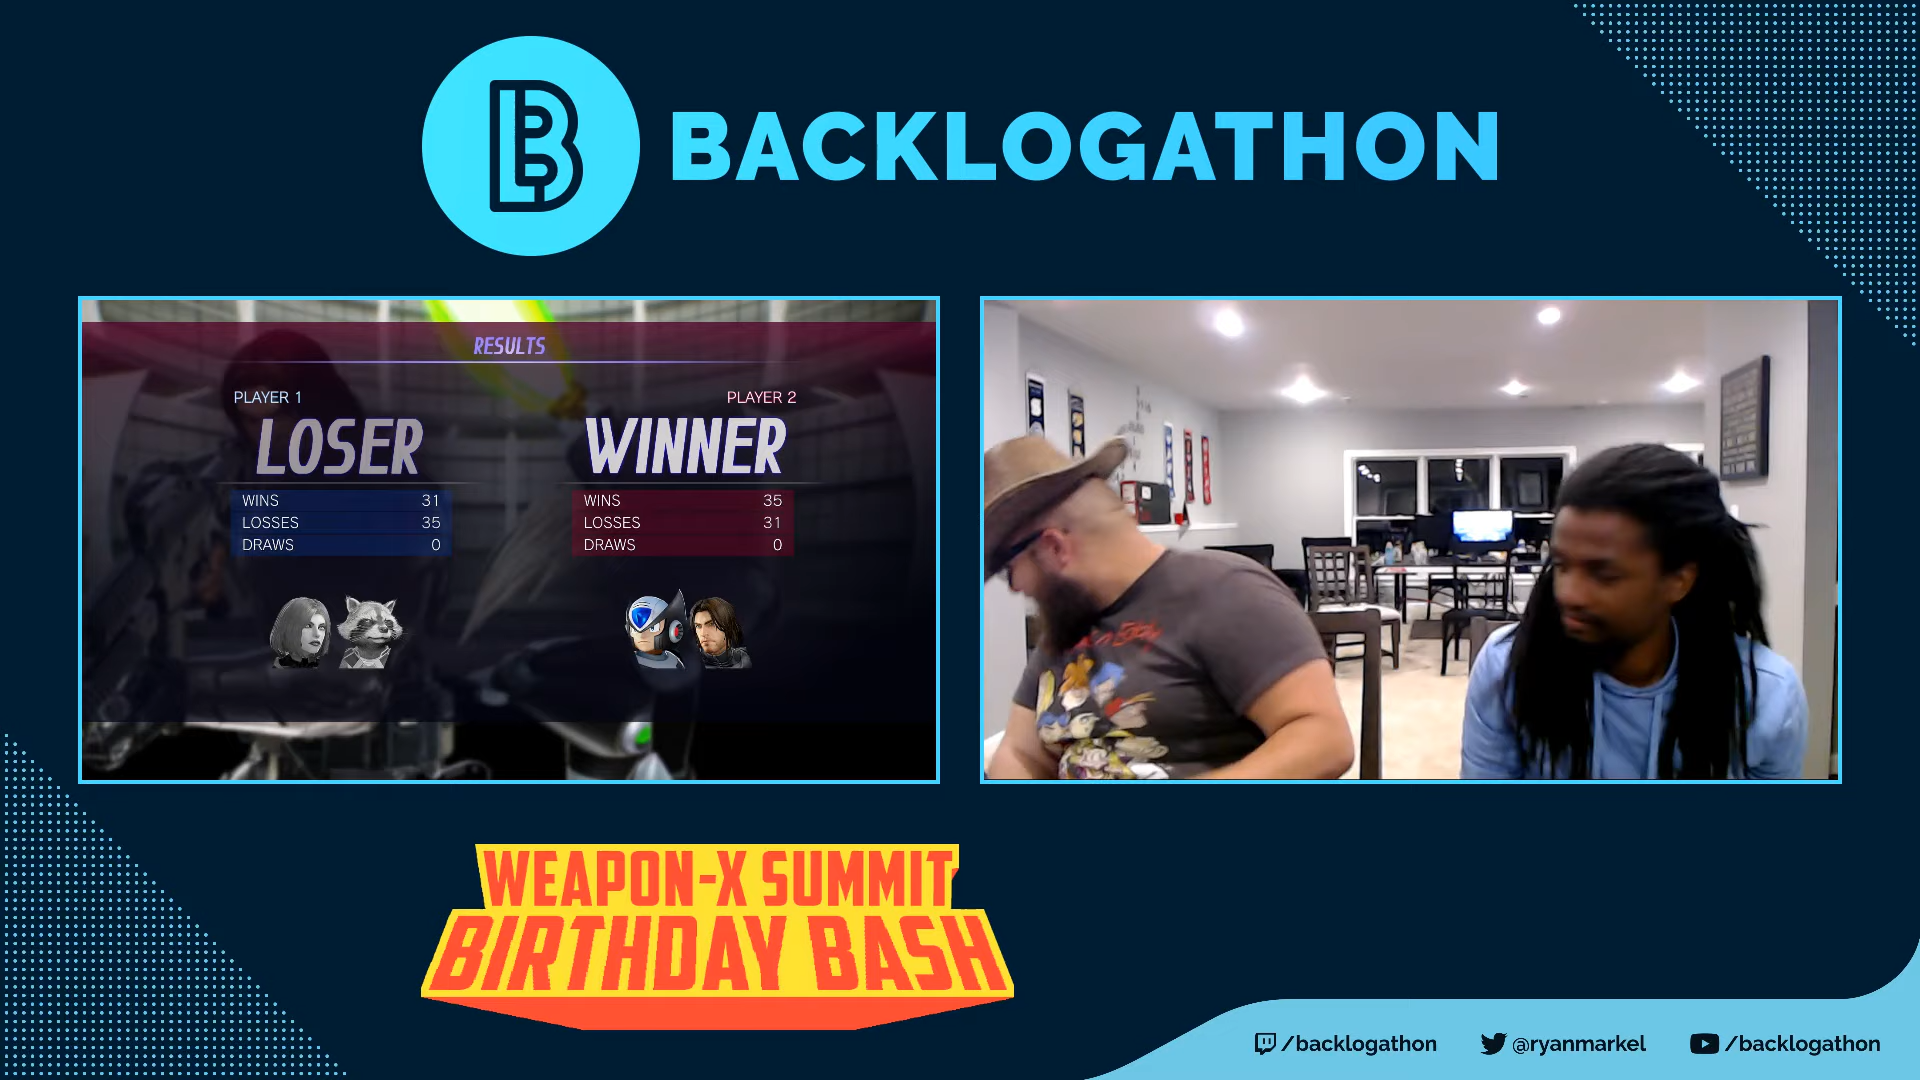 BACKLOGATHON
RESULTS
PLAYER 1
PLAYER 2
LOSER
WINNER
WINS 31
WINS 35
LOSSES 35
LOSSES 31
DRAWS 0
DRAWS 0
WEAPON-X SUMMIT
BIRTHDAY BASH
/backlogathon
@ryanmarkel
/backlogathon